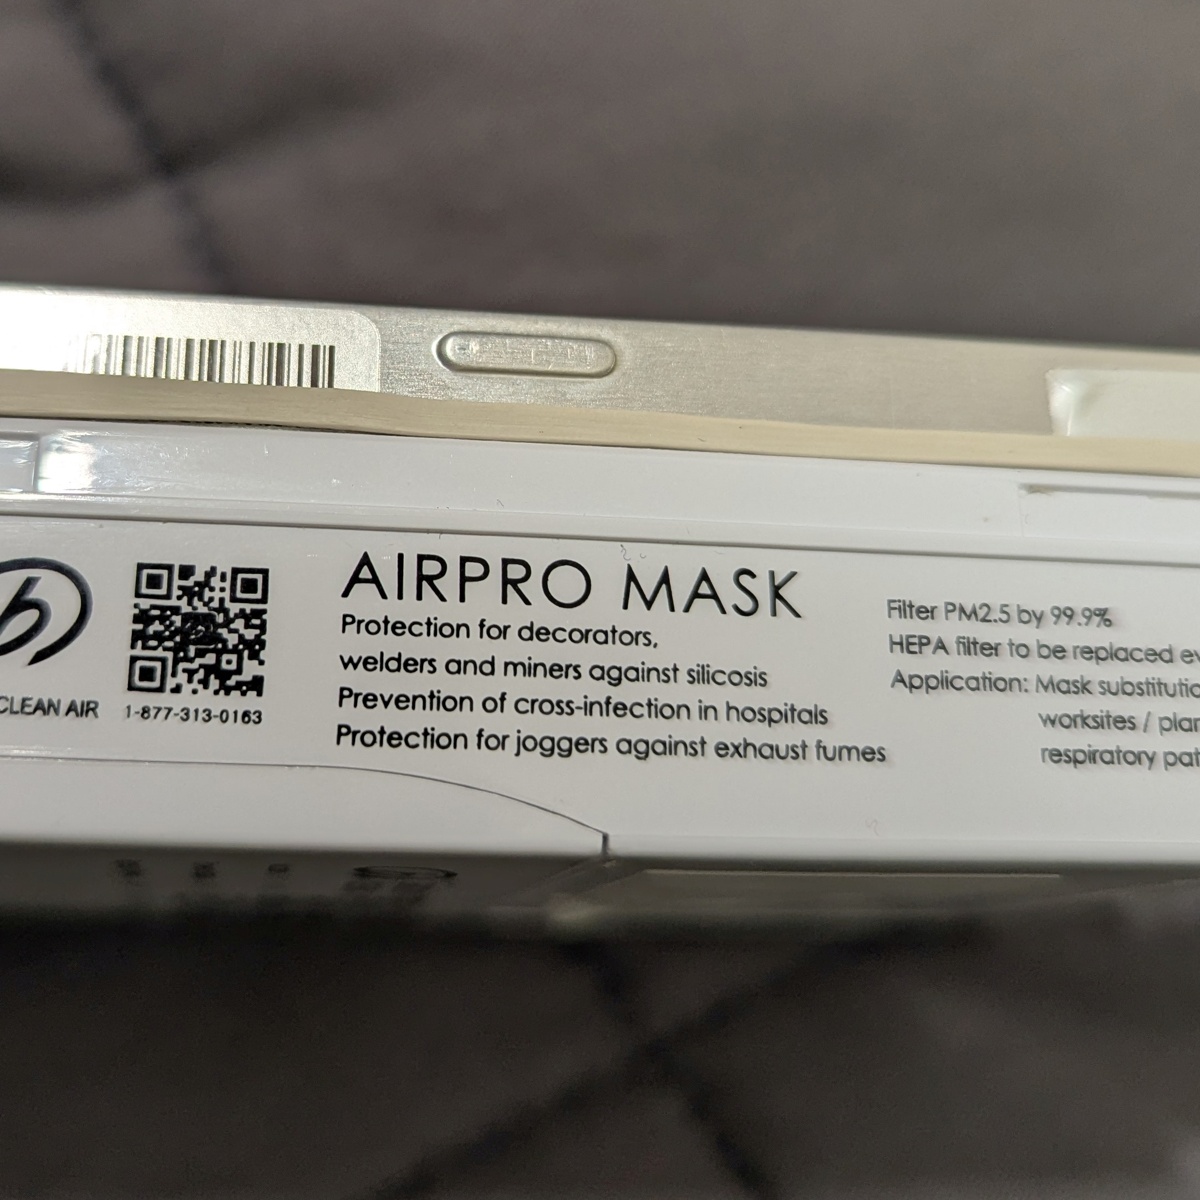 CLEAN AIR
1-877-313-0163
AIRPRO MASK
Protection for decorators,
welders and miners against silicosis
Prevention of cross-infection in hospitals
Protection for joggers against exhaust fumes
Filter PM2.5 by 99.9%
HEPA filter to be replaced
Application: Mask
worksites /
respiratory